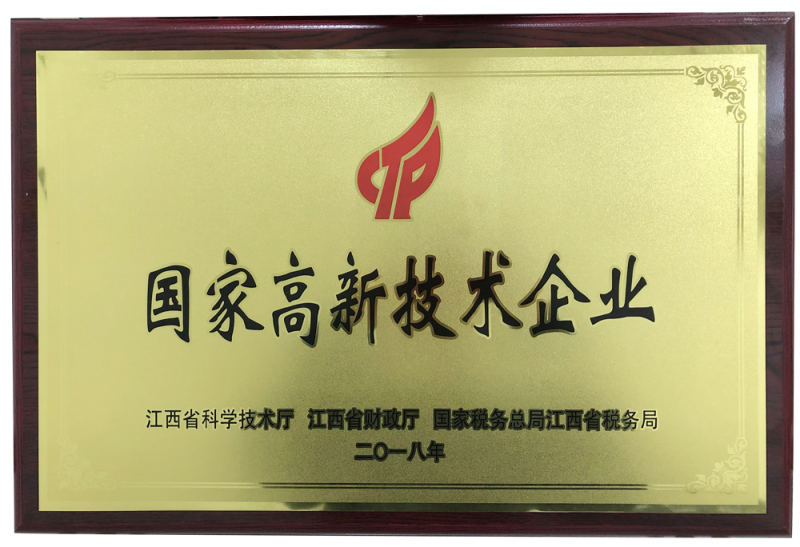 CTP
国家高新技术企业
江西省科学技术厅 江西省财政厅 国家税务总局江西省税务局
二〇一八年